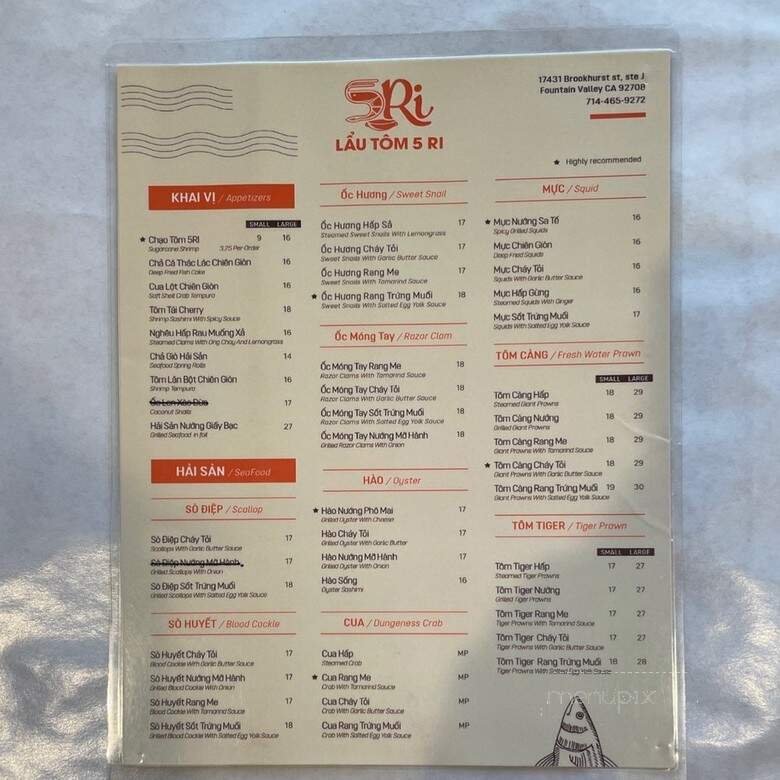 5Ri
LẨU TÔM 5 RI
17431 Brookhurst st, ste J
Fountain Valley CA 92708
714-465-9272
★ Highly recommended
KHAI VỊ / Appetizers
SMALL LARGE
★ Chạo Tôm 5RI 9 16
Sugarcane Shrimp 3.75 Per Order
Chả Cá Thác Lác Chiên Giòn 16
Deep Fried Fish Cake
Cua Lột Chiên Giòn 16
Soft Shell Crab Tempura
Tôm Tái Cherry 18
Shrimp Sashimi With Spicy Sauce
Nghêu Hấp Rau Muống Xả 16
Steamed Clams With Ong Choy And Lemongrass
Chả Giò Hải Sản 14
Seafood Spring Rolls
Tôm Lăn Bột Chiên Giòn 16
Shrimp Tempura
Ốc Len Xào Dừa 17
Coconut Snails
Hải Sản Nướng Giấy Bạc 27
Grilled Seafood in foil
HẢI SẢN / SeaFood
SÒ ĐIỆP / Scallop
Sò Điệp Cháy Tỏi 17
Scallops With Garlic Butter Sauce
Sò Điệp Nướng Mỡ Hành 17
Grilled Scallops With Onion
Sò Điệp Sốt Trứng Muối 18
Grilled Scallops With Salted Egg Yolk Sauce
SÒ HUYẾT / Blood Cockle
Sò Huyết Cháy Tỏi 17
Blood Cockle With Garlic Butter Sauce
Sò Huyết Nướng Mỡ Hành 17
Grilled Blood Cockle With Onion
Sò Huyết Rang Me 17
Blood Cockle With Tamarind Sauce
Sò Huyết Sốt Trứng Muối 18
Grilled Blood Cockle With Salted Egg Yolk Sauce
Ốc Hương / Sweet Snail
Ốc Hương Hấp Sả 17
Steamed Sweet Snails With Lemongrass
Ốc Hương Cháy Tỏi 17
Sweet Snails With Garlic Butter Sauce
Ốc Hương Rang Me 17
Sweet Snails With Tamarind Sauce
★ Ốc Hương Rang Trứng Muối 18
Sweet Snails With Salted Egg Yolk Sauce
Ốc Móng Tay / Razor Clam
Ốc Móng Tay Rang Me 18
Razor Clams With Tamarind Sauce
Ốc Móng Tay Cháy Tỏi 18
Razor Clams With Garlic Butter Sauce
Ốc Móng Tay Sốt Trứng Muối 18
Razor Clams With Salted Egg Yolk Sauce
Ốc Móng Tay Nướng Mỡ Hành 18
Grilled Razor Clams With Onion
HÀO / Oyster
★ Hào Nướng Phô Mai 17
Grilled Oyster With Cheese
Hào Cháy Tỏi 17
Grilled Oyster With Garlic Butter
Hào Nướng Mỡ Hành 17
Grilled Oyster With Onion
Hào Sống 16
Oyster Sashimi
CUA / Dungeness Crab
Cua Hấp MP
Steamed Crab
★ Cua Rang Me MP
Crab With Tamarind Sauce
Cua Cháy Tỏi MP
Crab With Garlic Butter Sauce
Cua Rang Trứng Muối MP
Crab With Salted Egg Yolk Sauce
MỰC / Squid
★ Mực Nướng Sa Tế 16
Spicy Grilled Squids
Mực Chiên Giòn 16
Deep Fried Squids
Mực Cháy Tỏi 16
Squids With Garlic Butter Sauce
Mực Hấp Gừng 16
Steamed Squids With Ginger
Mực Sốt Trứng Muối 17
Squids With Salted Egg Yolk Sauce
TÔM CÀNG / Fresh Water Prawn
SMALL LARGE
Tôm Càng Hấp 18 29
Steamed Giant Prawns
Tôm Càng Nướng 18 29
Grilled Giant Prawns
Tôm Càng Rang Me 18 29
Giant Prawns With Tamarind Sauce
★ Tôm Càng Cháy Tỏi 18 29
Giant Prawns With Garlic Butter Sauce
Tôm Càng Rang Trứng Muối 19 30
Giant Prawns With Salted Egg Yolk Sauce
TÔM TIGER / Tiger Prawn
SMALL LARGE
Tôm Tiger Hấp 17 27
Steamed Tiger Prawns
Tôm Tiger Nướng 17 27
Grilled Tiger Prawns
Tôm Tiger Rang Me 17 27
Tiger Prawns With Tamarind Sauce
Tôm Tiger Cháy Tỏi 17 27
Tiger Prawns With Garlic Butter Sauce
Tôm Tiger Rang Trứng Muối 18 28
Tiger Prawns With Salted Egg Yolk Sauce
menupix